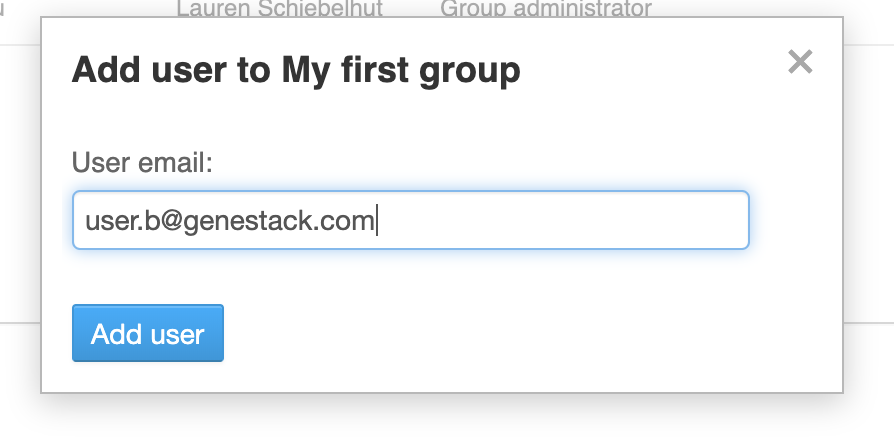 Lauren Schiebelhut Group administrator
Add user to My first group
User email:
user.b@genestack.com
Add user